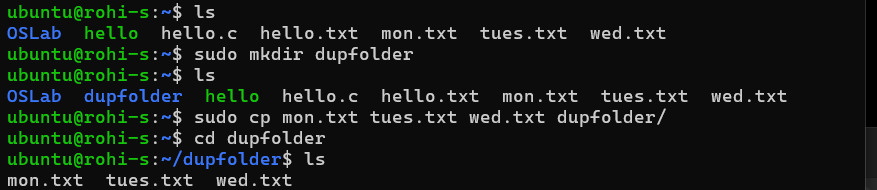 ubuntu@rohi-s:~$ ls
OSLab  hello  hello.c  hello.txt  mon.txt  tues.txt  wed.txt
ubuntu@rohi-s:~$ sudo mkdir dupfolder
ubuntu@rohi-s:~$ ls
OSLab  dupfolder  hello  hello.c  hello.txt  mon.txt  tues.txt  wed.txt
ubuntu@rohi-s:~$ sudo cp mon.txt tues.txt wed.txt dupfolder/
ubuntu@rohi-s:~$ cd dupfolder
ubuntu@rohi-s:~/dupfolder$ ls
mon.txt  tues.txt  wed.txt